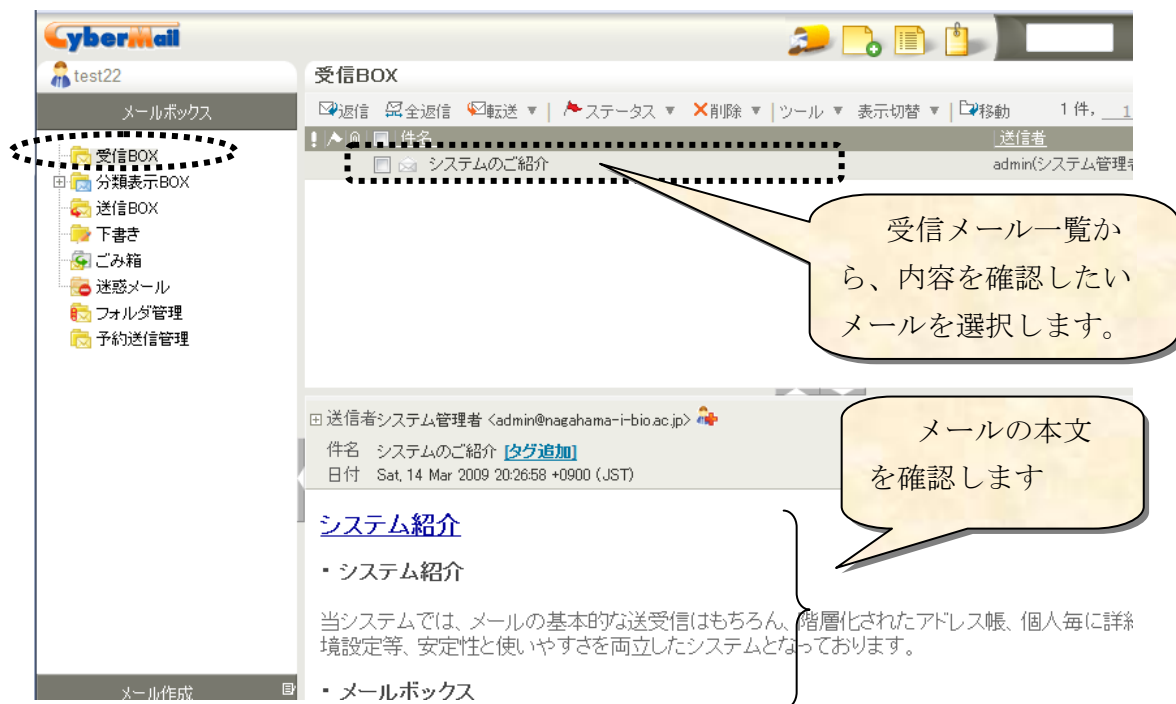 CyberMail
test22
受信BOX
メールボックス
返信 全返信 転送 ▼ | ステータス ▼ 削除 ▼ | ツール ▼ 表示切替 ▼ | 移動 1 件, 1
件名 送信者
システムのご紹介 admin(システム管理者
受信BOX
分類表示BOX
送信BOX
下書き
ごみ箱
迷惑メール
フォルダ管理
予約送信管理
受信メール一覧か
ら、内容を確認したい
メールを選択します。
送信者システム管理者 <admin@nagahama-i-bio.ac.jp>
件名 システムのご紹介 [タグ追加]
日付 Sat, 14 Mar 2009 20:26:58 +0900 (JST)
メールの本文
を確認します
システム紹介
・システム紹介
当システムでは、メールの基本的な送受信はもちろん、階層化されたアドレス帳、個人毎に詳細
境設定等、安定性と使いやすさを両立したシステムとなっております。
・メールボックス
メール作成